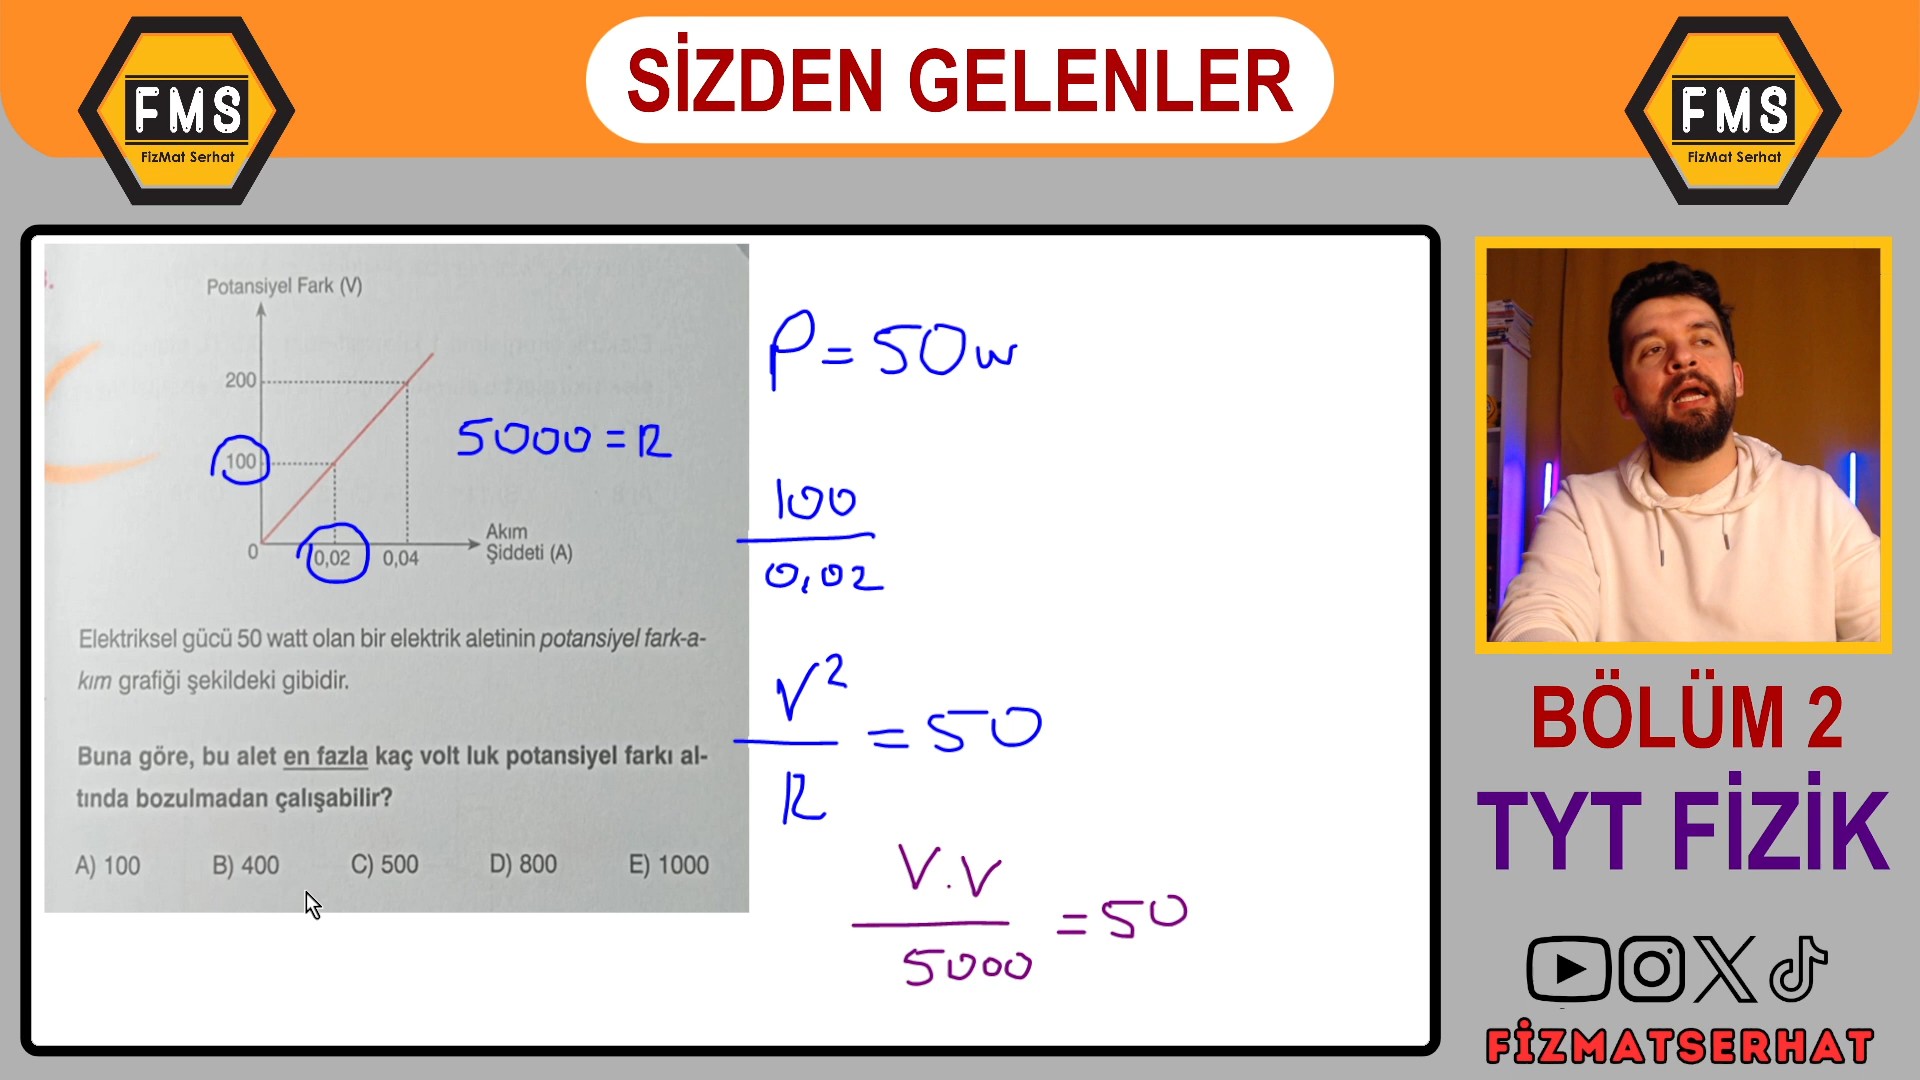 SİZDEN GELENLER
FMS
FizMat Serhat
FMS
FizMat Serhat
Potansiyel Fark (V)
200
100
0
0,02
0,04
Akım
Şiddeti (A)
5000 = R
Elektriksel gücü 50 watt olan bir elektrik aletinin potansiyel fark-a-
kım grafiği şekildeki gibidir.
Buna göre, bu alet en fazla kaç volt luk potansiyel farkı al-
tında bozulmadan çalışabilir?
A) 100 B) 400 C) 500 D) 800 E) 1000
P = 50w
100
0,02
V²
= 50
R
V.V
= 50
5000
BÖLÜM 2
TYT FİZİK
FİZMATSERHAT